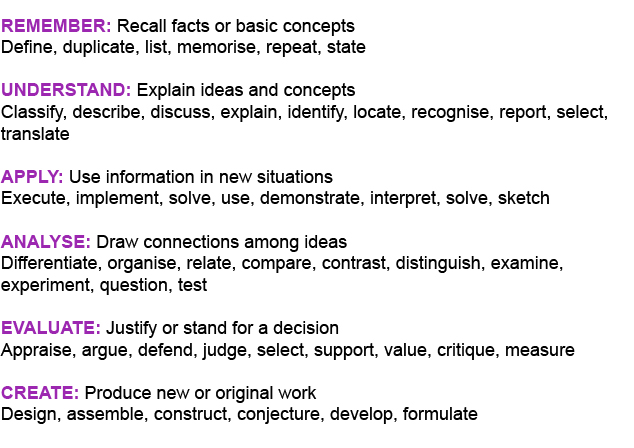 REMEMBER: Recall facts or basic concepts
Define, duplicate, list, memorise, repeat, state
UNDERSTAND: Explain ideas and concepts
Classify, describe, discuss, explain, identify, locate, recognise, report, select,
translate
APPLY: Use information in new situations
Execute, implement, solve, use, demonstrate, interpret, solve, sketch
ANALYSE: Draw connections among ideas
Differentiate, organise, relate, compare, contrast, distinguish, examine,
experiment, question, test
EVALUATE: Justify or stand for a decision
Appraise, argue, defend, judge, select, support, value, critique, measure
CREATE: Produce new or original work
Design, assemble, construct, conjecture, develop, formulate